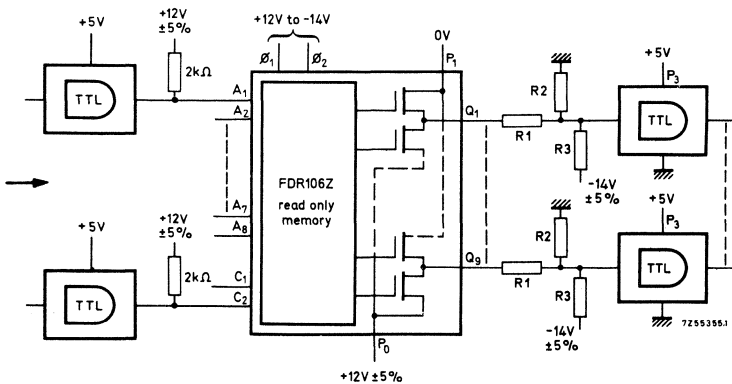 +5V
+12V
±5%
2kΩ
TTL
+12V to -14V
Ø1 Ø2
A1
A2
A7
A8
+5V
+12V
±5%
2kΩ
TTL
C1
C2
FDR106Z
read only
memory
0V
P1
Q1
Q9
P0
+12V ±5%
R1
R2
R3
-14V
±5%
+5V
P3
TTL
R1
R2
R3
-14V
±5%
+5V
P3
TTL
7Z55355.1